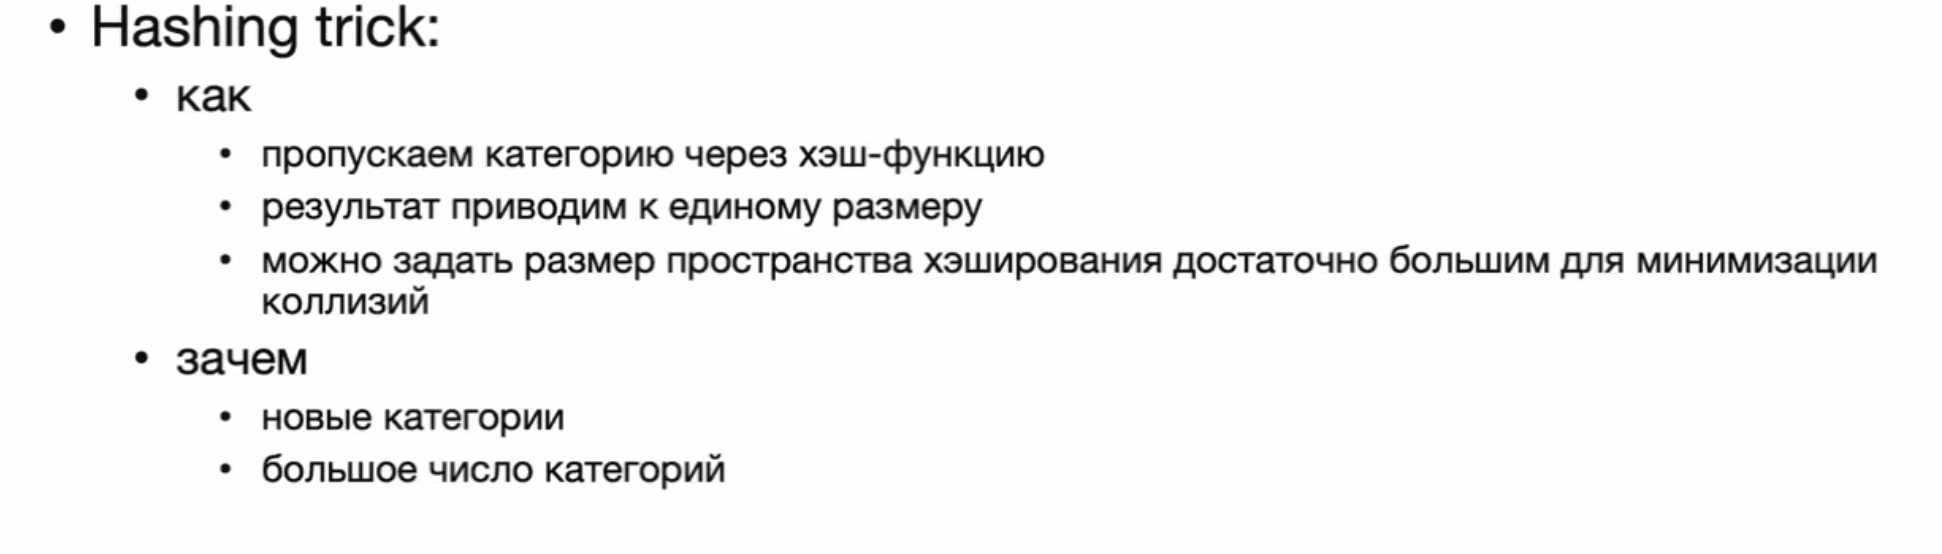 • Hashing trick:
• как
• пропускаем категорию через хэш-функцию
• результат приводим к единому размеру
• можно задать размер пространства хэширования достаточно большим для минимизации
коллизий
• зачем
• новые категории
• большое число категорий